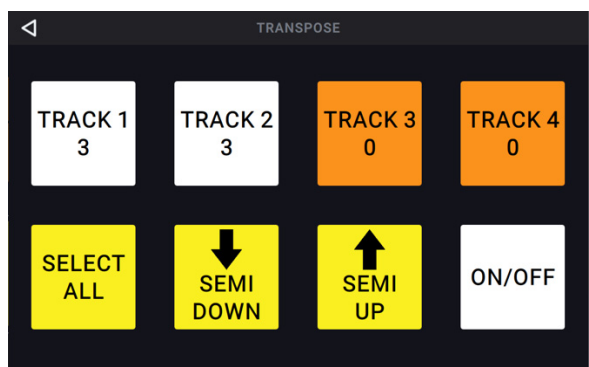 TRANSPOSE
TRACK 1
3
TRACK 2
3
TRACK 3
0
TRACK 4
0
SELECT
ALL
SEMI
DOWN
SEMI
UP
ON/OFF